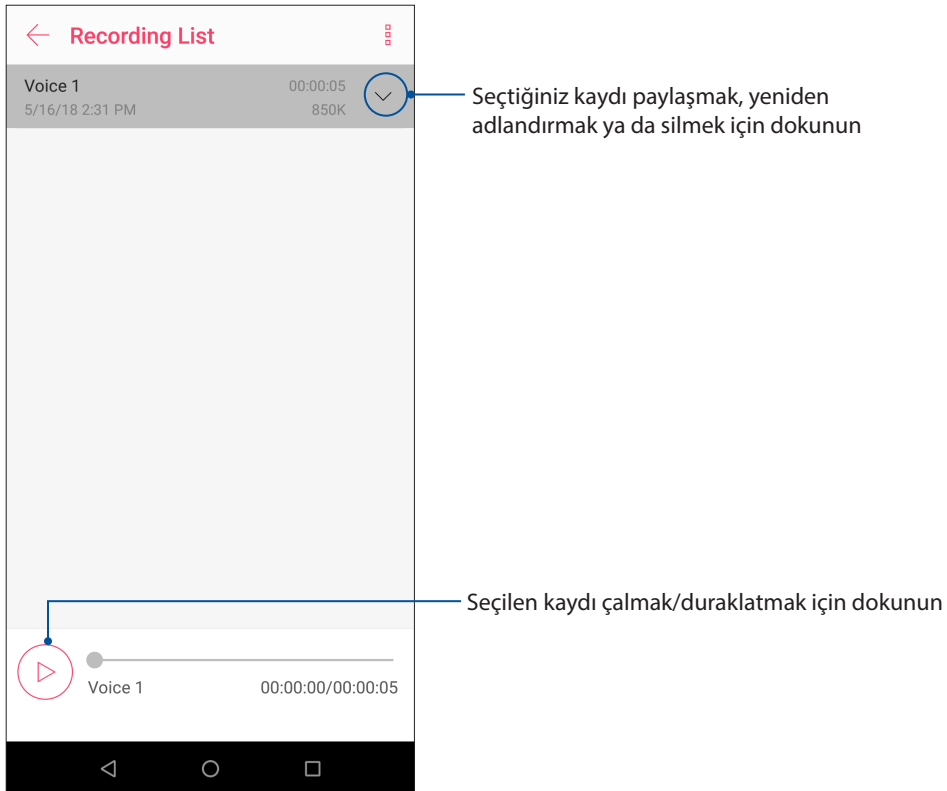 Recording List
Voice 1
00:00:05
5/16/18 2:31 PM
850K
Seçtiğiniz kaydı paylaşmak, yeniden
adlandırmak ya da silmek için dokunun
Seçilen kaydı çalmak/duraklatmak için dokunun
Voice 1
00:00:00/00:00:05